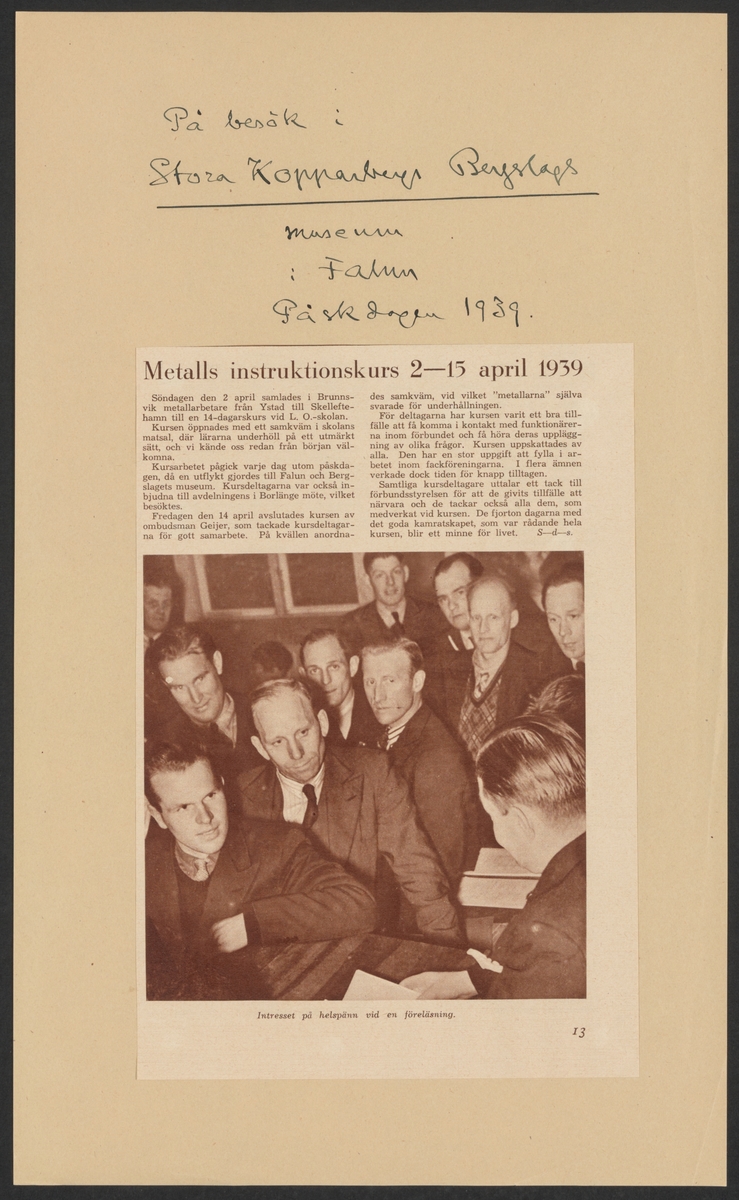 På besök i
Stora Kopparbergs Bergslags
museum
i Falun
Påskdagen 1939.
Metalls instruktionskurs 2—15 april 1939
Söndagen den 2 april samlades i Brunns-
vik metallarbetare från Ystad till Skellefte-
hamn till en 14-dagarskurs vid L. O.-skolan.
Kursen öppnades med ett samkväm i skolans
matsal, där lärarna underhöll på ett utmärkt
sätt, och vi kände oss redan från början väl-
komna.
Kursarbetet pågick varje dag utom påskda-
gen, då en utflykt gjordes till Falun och Berg-
slagets museum. Kursdeltagarna var också in-
bjudna till avdelningens i Borlänge möte, vilket
besöktes.
Fredagen den 14 april avslutades kursen av
ombudsman Geijer, som tackade kursdeltagar-
na för gott samarbete. På kvällen anordna-
des samkväm, vid vilket "metallarna" själva
svarade för underhållningen.
För deltagarna har kursen varit ett bra till-
fälle att få komma i kontakt med funktionärer-
na inom förbundet och få höra deras upplägg-
ning av olika frågor. Kursen uppskattades av
alla. Den har en stor uppgift att fylla i ar-
betet inom fackföreningarna. I flera ämnen
verkade dock tiden för knapp tilltagen.
Samtliga kursdeltagare uttalar ett tack till
förbundsstyrelsen för att de givits tillfälle att
närvara och de tackar också alla dem, som
medverkat vid kursen. De fjorton dagarna med
det goda kamratskapet, som var rådande hela
kursen, blir ett minne för livet. S—d—s.
Intresset på helspänn vid en föreläsning.
13